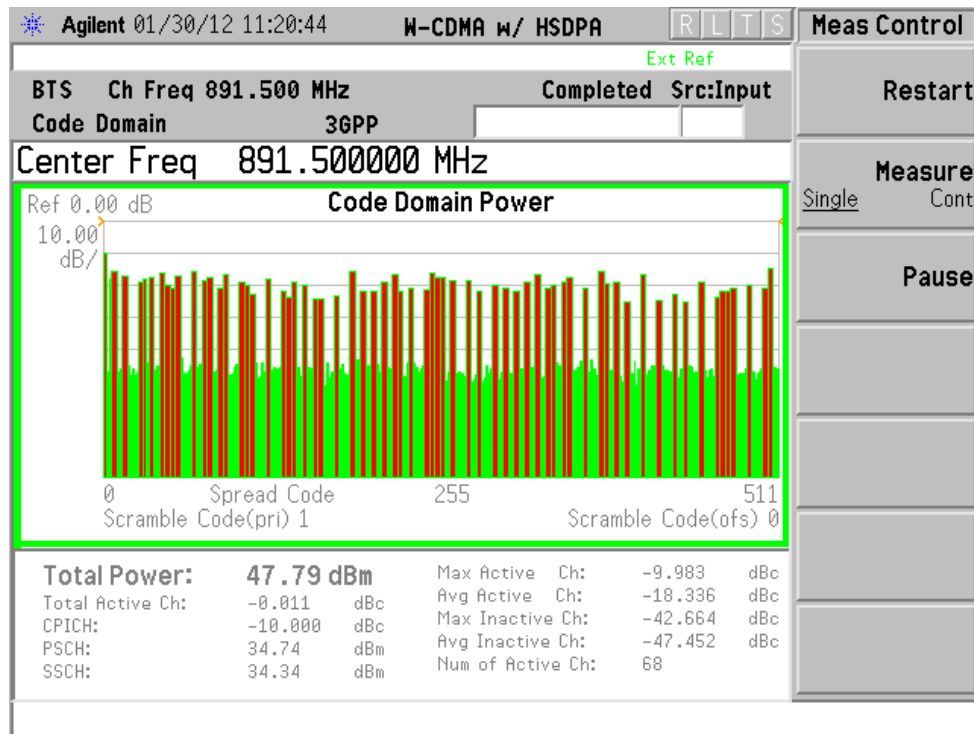 Agilent 01/30/12 11:20:44 W-CDMA w/ HSDPA R L T S
Meas Control
Ext Ref
BTS Ch Freq 891.500 MHz Completed Src:Input
Code Domain 3GPP
Restart
Center Freq 891.500000 MHz
Measure
Single Cont
Ref 0.00 dB Code Domain Power
10.00
dB/
Pause
0 Spread Code 255 511
Scramble Code(pri) 1 Scramble Code(ofs) 0
Total Power: 47.79 dBm
Total Active Ch: -0.011 dBc
CPICH: -10.000 dBc
PSCH: 34.74 dBm
SSCH: 34.34 dBm
Max Active Ch: -9.983 dBc
Avg Active Ch: -18.336 dBc
Max Inactive Ch: -42.664 dBc
Avg Inactive Ch: -47.452 dBc
Num of Active Ch: 68